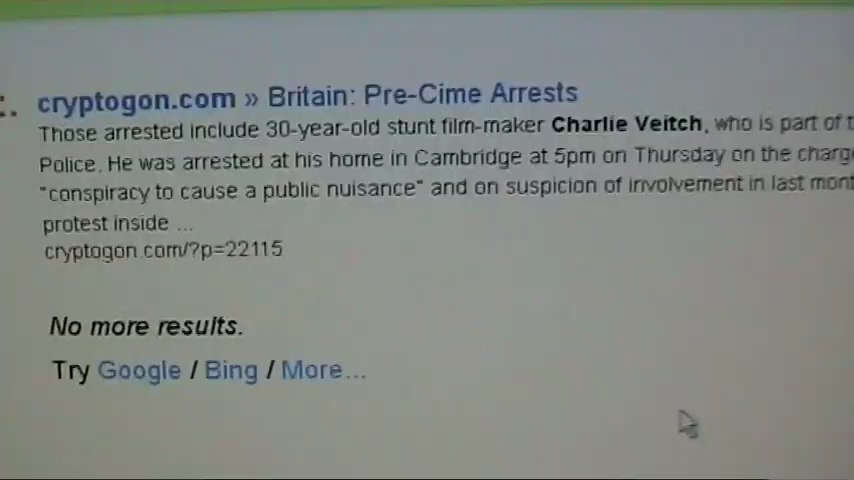 cryptogon.com » Britain: Pre-Cime Arrests
Those arrested include 30-year-old stunt film-maker Charlie Veitch, who is part of
Police. He was arrested at his home in Cambridge at 5pm on Thursday on the
"conspiracy to cause a public nuisance" and on suspicion of involvement in last
protest inside ...
cryptogon.com/?p=22115
No more results.
Try Google / Bing / More...